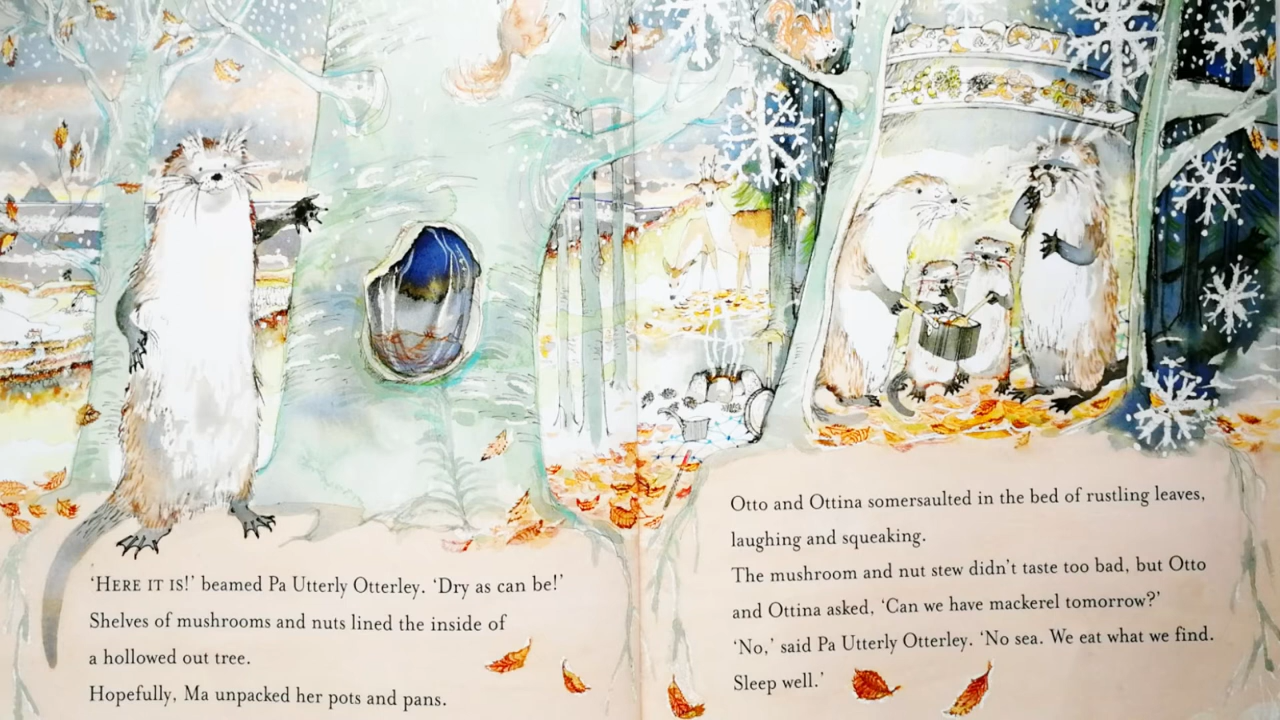 ‘HERE IT IS!’ beamed Pa Utterly Otterley. ‘Dry as can be!’
Shelves of mushrooms and nuts lined the inside of
a hollowed out tree.
Hopefully, Ma unpacked her pots and pans.
Otto and Ottina somersaulted in the bed of rustling leaves,
laughing and squeaking.
The mushroom and nut stew didn’t taste too bad, but Otto
and Ottina asked, ‘Can we have mackerel tomorrow?’
‘No,’ said Pa Utterly Otterley. ‘No sea. We eat what we find.
Sleep well.’